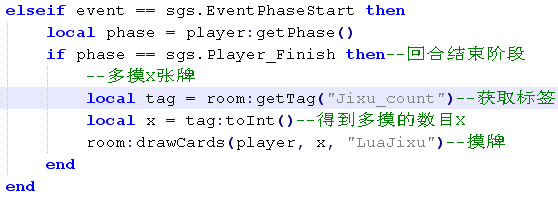 elseif event == sgs.EventPhaseStart then
local phase = player:getPhase()
if phase == sgs.Player_Finish then--回合结束阶段
--多摸X张牌
local tag = room:getTag("Jixu_count")--获取标签
local x = tag:toInt()--得到多摸的数目X
room:drawCards(player, x, "LuaJixu")--摸牌
end
end